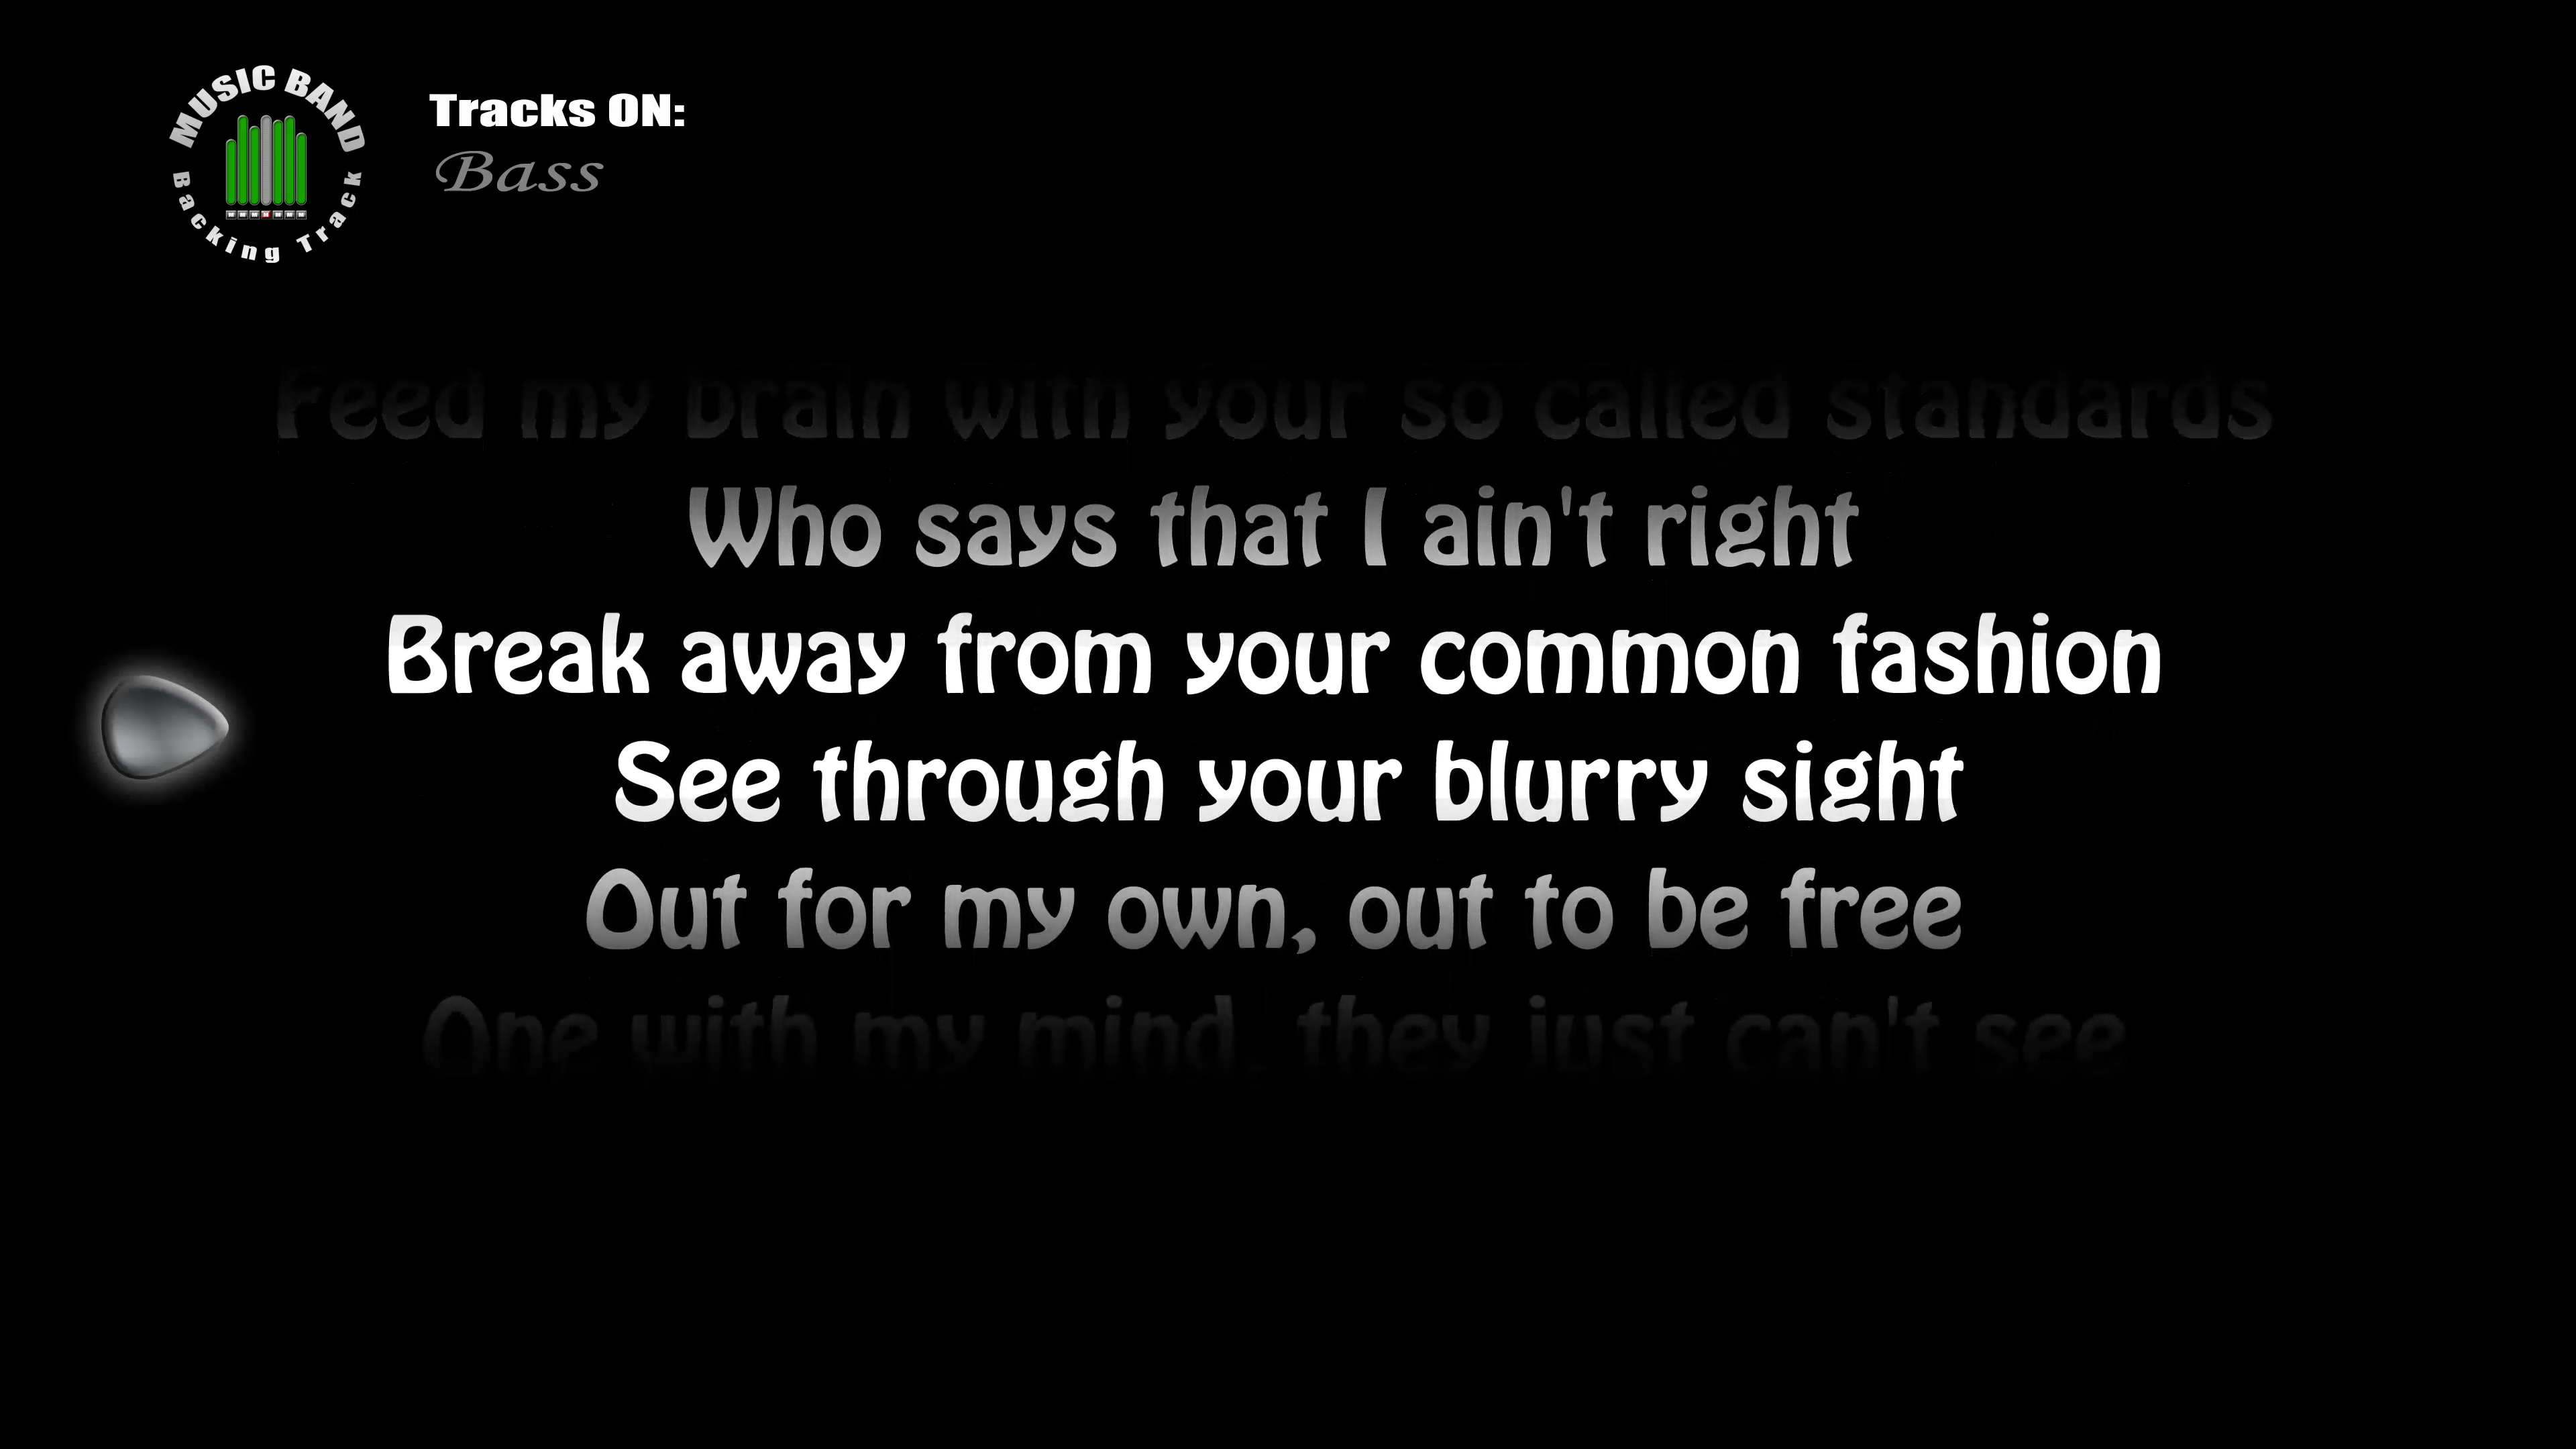 MUSIC BAND
Backing Track
Tracks ON:
Bass
Feed my brain with your so called standards
Who says that I ain't right
Break away from your common fashion
See through your blurry sight
Out for my own, out to be free
One with my mind, they just can't see